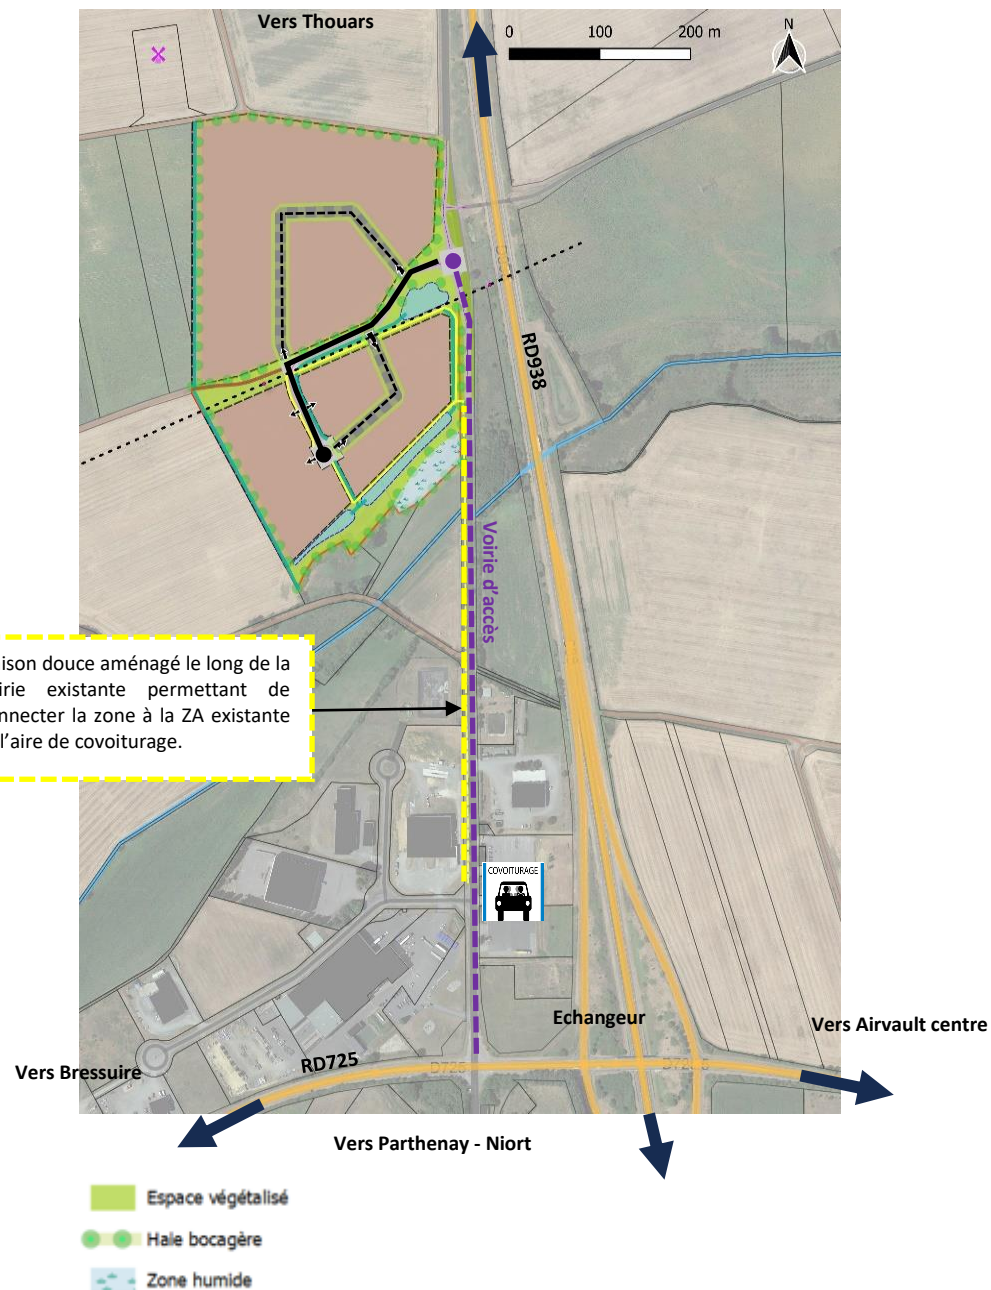 Vers Thouars
0 100 200 m
N
RD938
Voirie d'accès
ison douce aménagé le long de la
irie existante permettant de
nnecter la zone à la ZA existante
l'aire de covoiturage.
COVOITURAGE
Echangeur
Vers Airvault centre
RD725
D725
Vers Bressuire
Vers Parthenay - Niort
Espace végétalisé
Haie bocagère
Zone humide